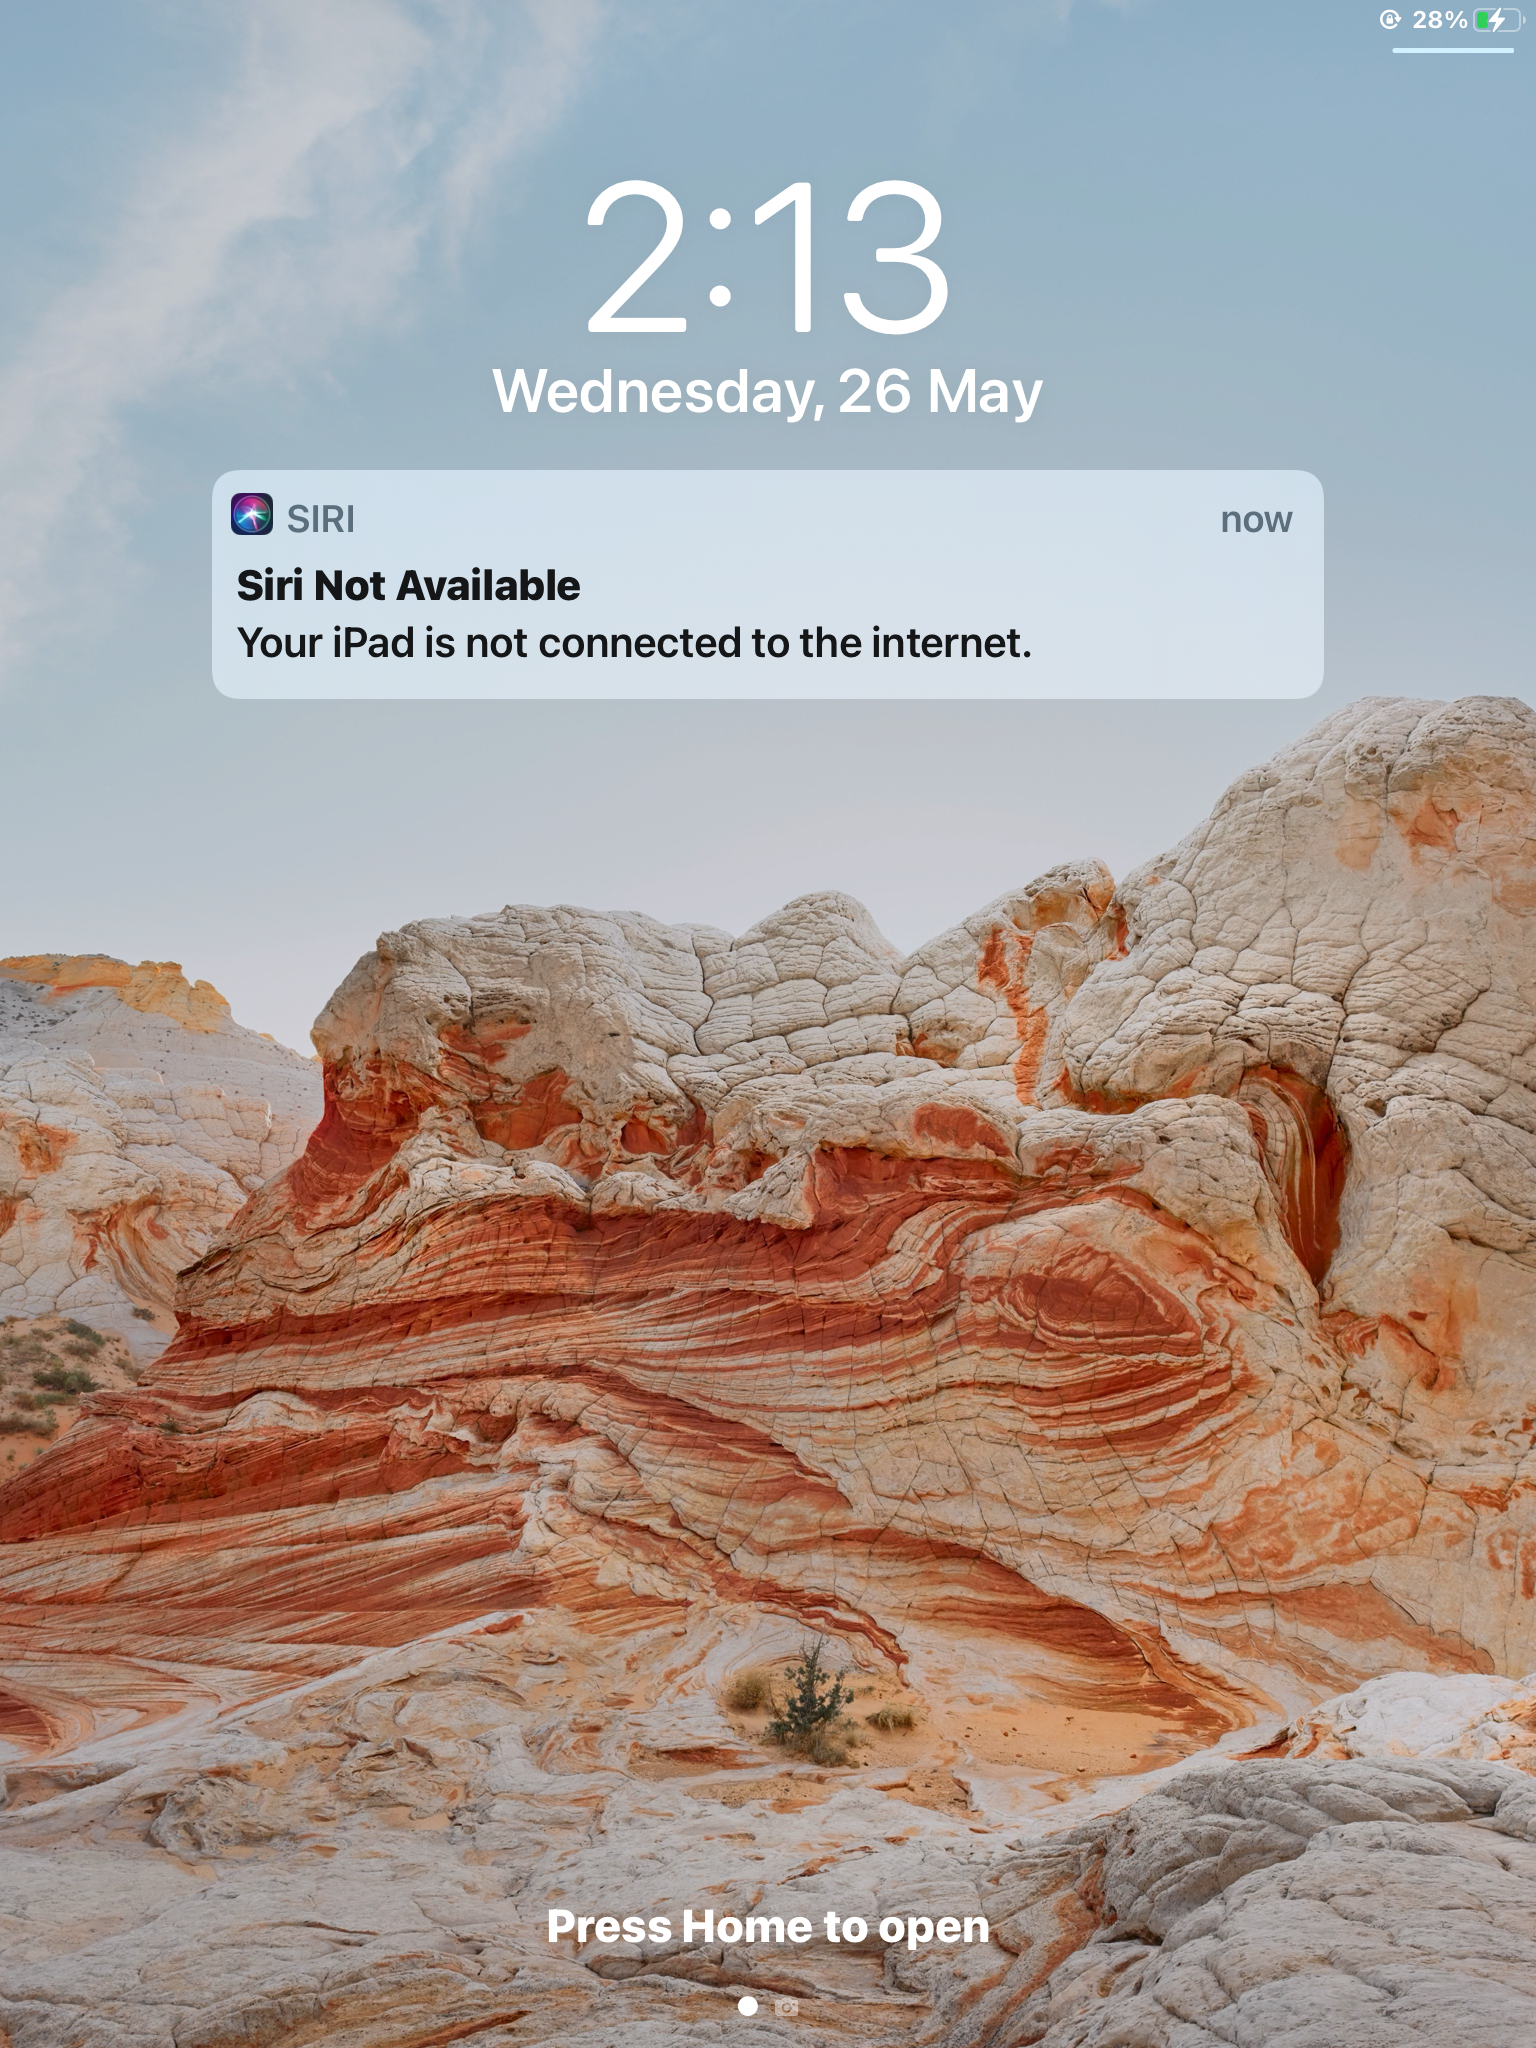 28%
2:13
Wednesday, 26 May
SIRI
now
Siri Not Available
Your iPad is not connected to the internet.
Press Home to open